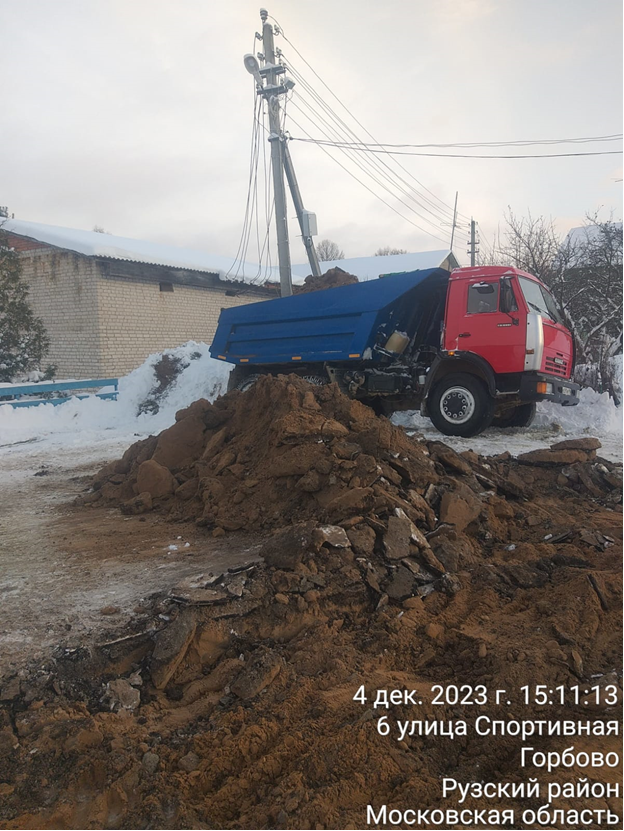 4 дек. 2023 г. 15:11:13
6 улица Спортивная
Горбово
Рузский район
Московская область